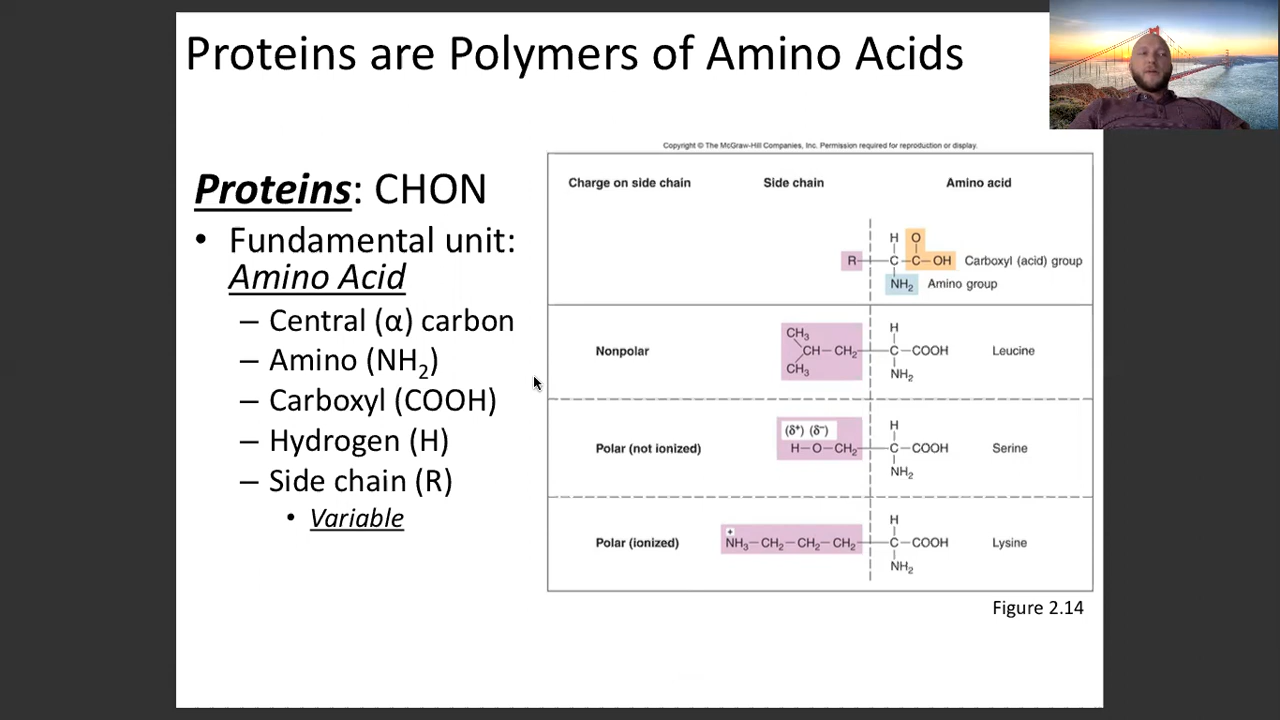 Proteins are Polymers of Amino Acids
Proteins: CHON
• Fundamental unit:
Amino Acid
– Central (α) carbon
– Amino (NH₂)
– Carboxyl (COOH)
– Hydrogen (H)
– Side chain (R)
• Variable
Copyright © The McGraw-Hill Companies, Inc. Permission required for reproduction or display.
Charge on side chain Side chain Amino acid
H O
R—C—C—OH Carboxyl (acid) group
NH₂ Amino group
CH₃ H
Nonpolar CH—CH₂—C—COOH Leucine
CH₃ NH₂
(δ⁺) (δ⁻) H
Polar (not ionized) H—O—CH₂—C—COOH Serine
NH₂
+ H
Polar (ionized) NH₃—CH₂—CH₂—CH₂—C—COOH Lysine
NH₂
Figure 2.14